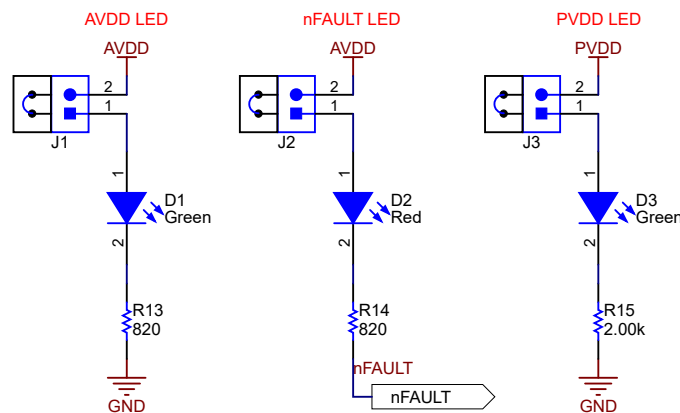 AVDD LED
nFAULT LED
PVDD LED
AVDD
AVDD
PVDD
2
1
J1
2
1
J2
2
1
J3
1
D1
Green
2
1
D2
Red
2
1
D3
Green
2
R13
820
R14
820
R15
2.00k
nFAULT
nFAULT
GND
GND